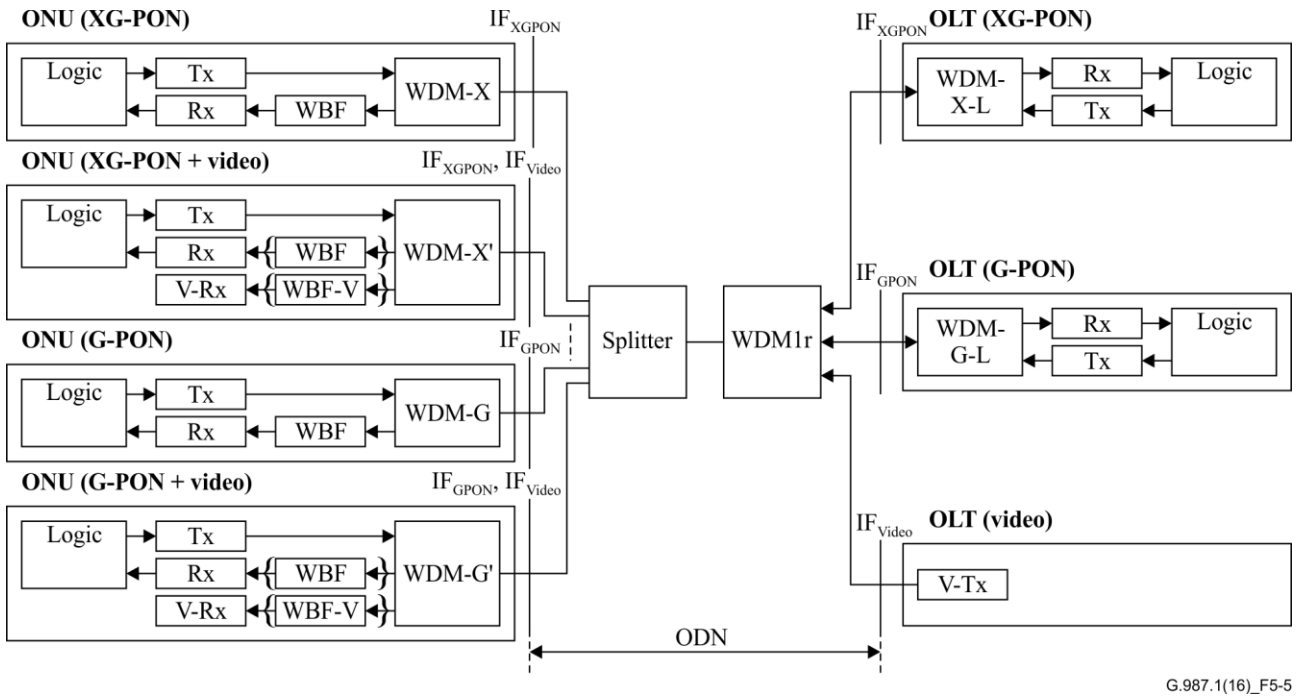 ONU (XG-PON)
IF_XGPON
Logic
Tx
Rx
WBF
WDM-X
ONU (XG-PON + video)
IF_XGPON, IF_Video
Logic
Tx
Rx
{ WBF }
V-Rx
{ WBF-V }
WDM-X'
ONU (G-PON)
IF_GPON
Logic
Tx
Rx
WBF
WDM-G
ONU (G-PON + video)
IF_GPON, IF_Video
Logic
Tx
Rx
{ WBF }
V-Rx
{ WBF-V }
WDM-G'
Splitter
WDM1r
IF_XGPON
OLT (XG-PON)
WDM-
X-L
Rx
Tx
Logic
IF_GPON
OLT (G-PON)
WDM-
G-L
Rx
Tx
Logic
IF_Video
OLT (video)
V-Tx
ODN
G.987.1(16)_F5-5